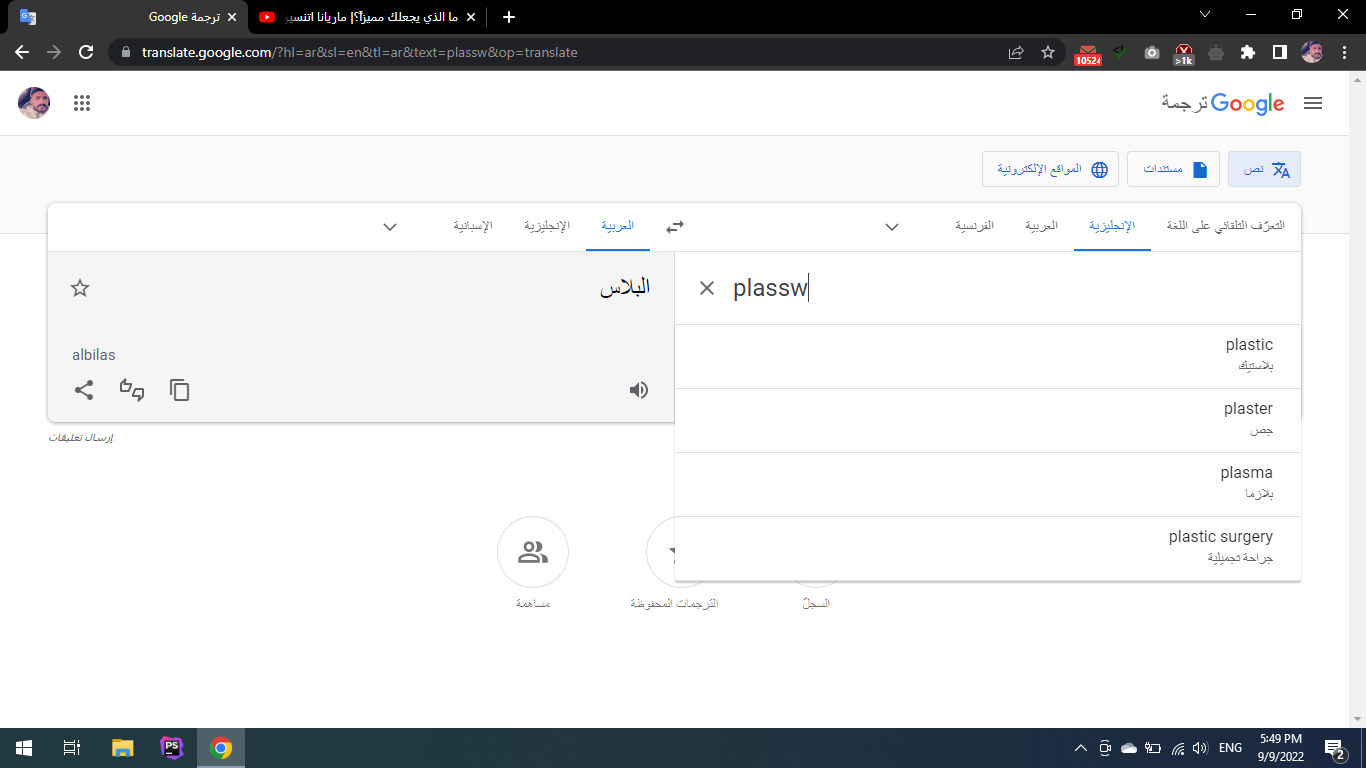 ترجمة Google
ما الذي يجعلك مميزاً؟| ماريانا اتنسيو
translate.google.com/?hl=ar&sl=en&tl=ar&text=plassw&op=translate
10524
>1k
ترجمة Google
نص
مستندات
المواقع الإلكترونية
التعرّف التلقائي على اللغة
الإنجليزية
العربية
الفرنسية
العربية
الإنجليزية
الإسبانية
plassw
البلاس
albilas
plastic
بلاستيك
plaster
جص
plasma
بلازما
plastic surgery
جراحة تجميلية
إرسال تعليقات
السجلّ
الترجمات المحفوظة
مساهمة
PS
ENG
5:49 PM
9/9/2022
2